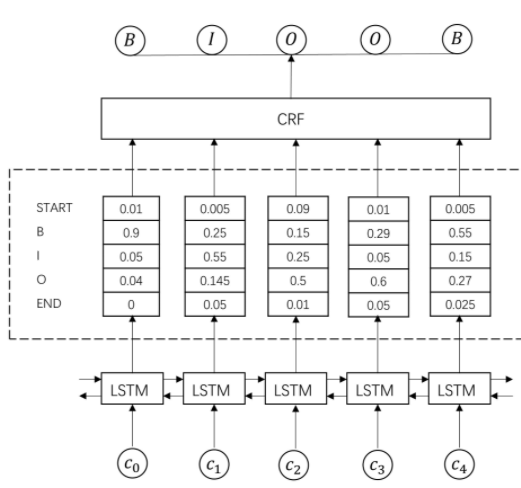 B I O O B
CRF
START 0.01 0.005 0.09 0.01 0.005
B 0.9 0.25 0.15 0.29 0.55
I 0.05 0.55 0.25 0.05 0.15
O 0.04 0.145 0.5 0.6 0.27
END 0 0.05 0.01 0.05 0.025
LSTM LSTM LSTM LSTM LSTM
c₀ c₁ c₂ c₃ c₄